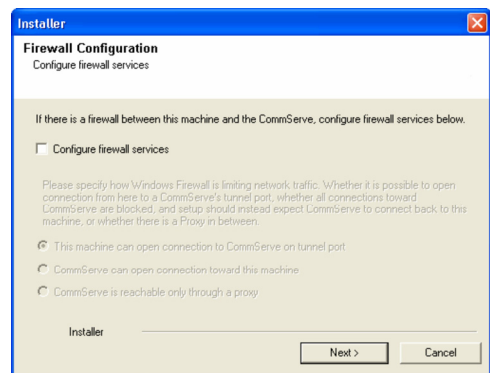 Installer
Firewall Configuration
Configure firewall services
If there is a firewall between this machine and the CommServe, configure firewall services below.
Configure firewall services
Please specify how Windows Firewall is limiting network traffic. Whether it is possible to open
connection from here to a CommServe's tunnel port, whether all connections toward
CommServe are blocked, and setup should instead expect CommServe to connect back to this
machine, or whether there is a Proxy in between.
This machine can open connection to CommServe on tunnel port
CommServe can open connection toward this machine
CommServe is reachable only through a proxy
Installer
Next >
Cancel